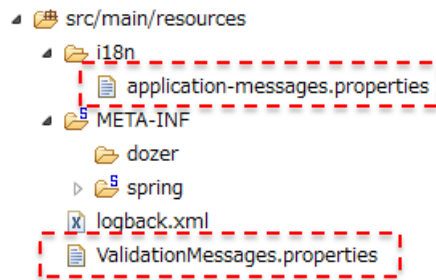 src/main/resources
i18n
application-messages.properties
META-INF
dozer
spring
logback.xml
ValidationMessages.properties